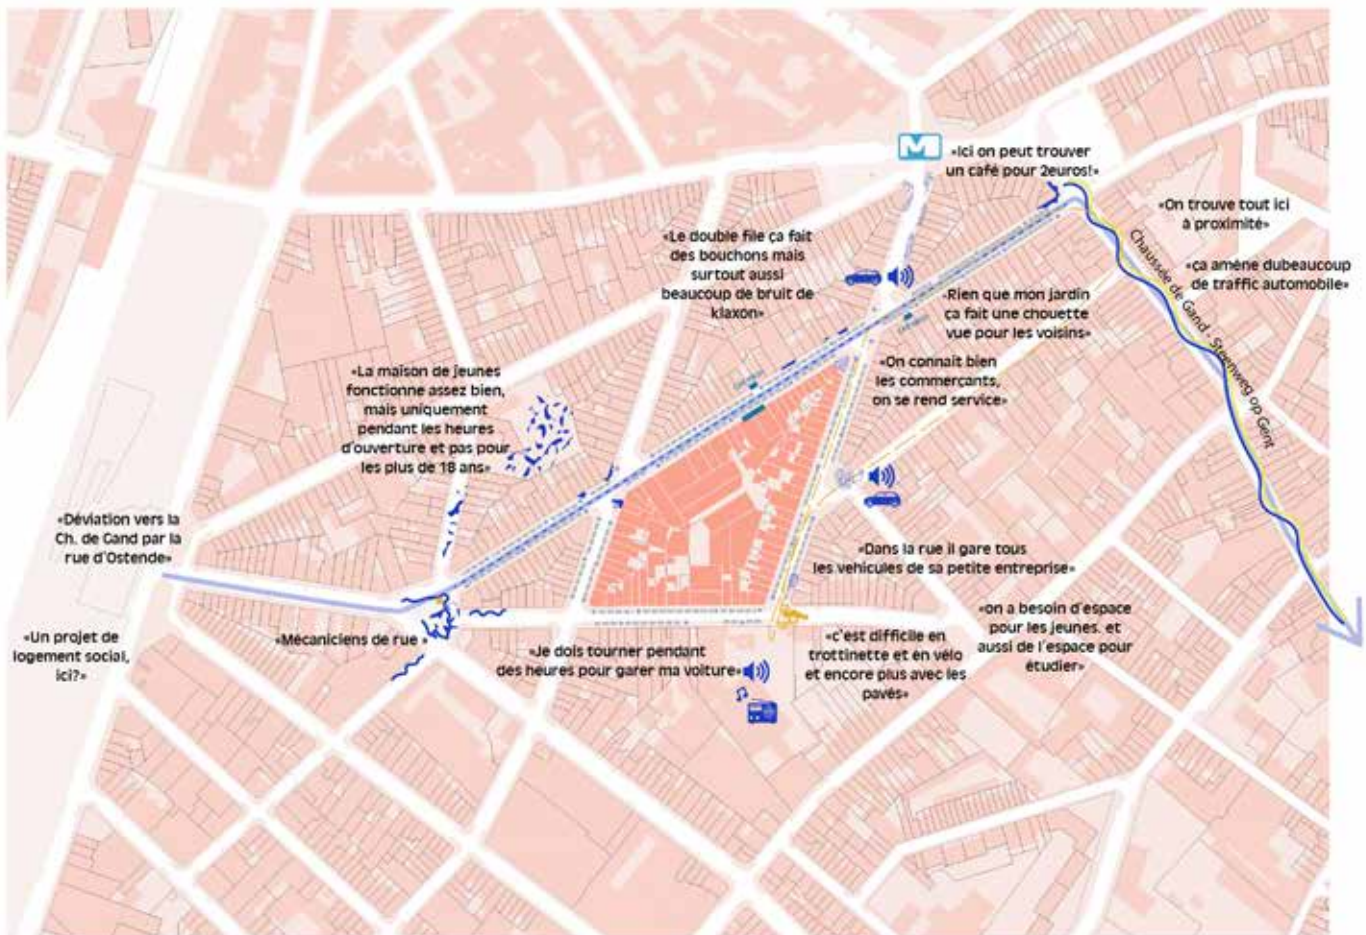 M
«Ici on peut trouver
un café pour 2euros!»
«On trouve tout ici
à proximité»
«Le double file ça fait
des bouchons mais
surtout aussi
beaucoup de bruit de
klaxon»
«ça amène dubeaucoup
de traffic automobile»
Chaussée de Gand - Steenweg op Gent
«Rien que mon jardin
ça fait une chouette
vue pour les voisins»
«On connait bien
les commerçants,
on se rend service»
«La maison de jeunes
fonctionne assez bien,
mais uniquement
pendant les heures
d'ouverture et pas pour
les plus de 18 ans»
«Déviation vers la
Ch. de Gand par la
rue d'Ostende»
«Dans la rue il gare tous
les vehicules de sa petite entreprise»
«Un projet de
logement social,
ici?»
«Mécaniciens de rue »
«Je dois tourner pendant
des heures pour garer ma voiture»
«c'est difficile en
trottinette et en vélo
et encore plus avec les
pavés»
«on a besoin d'espace
pour les jeunes. et
aussi de l'espace pour
étudier»